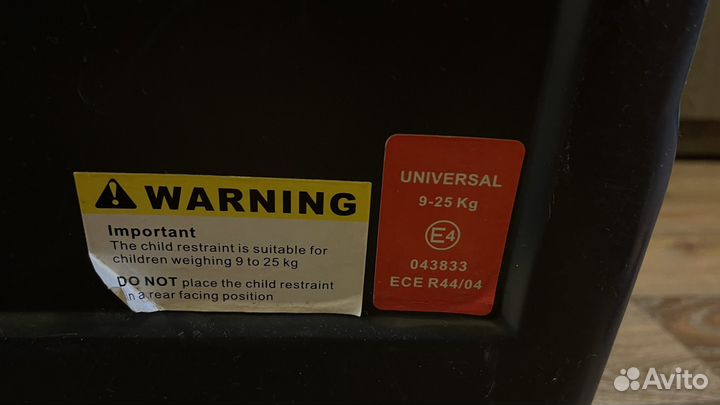 WARNING
Important
The child restraint is suitable for
children weighing 9 to 25 kg
DO NOT place the child restraint
in a rear facing position
UNIVERSAL
9-25 Kg
E4
043833
ECE R44/04
Avito